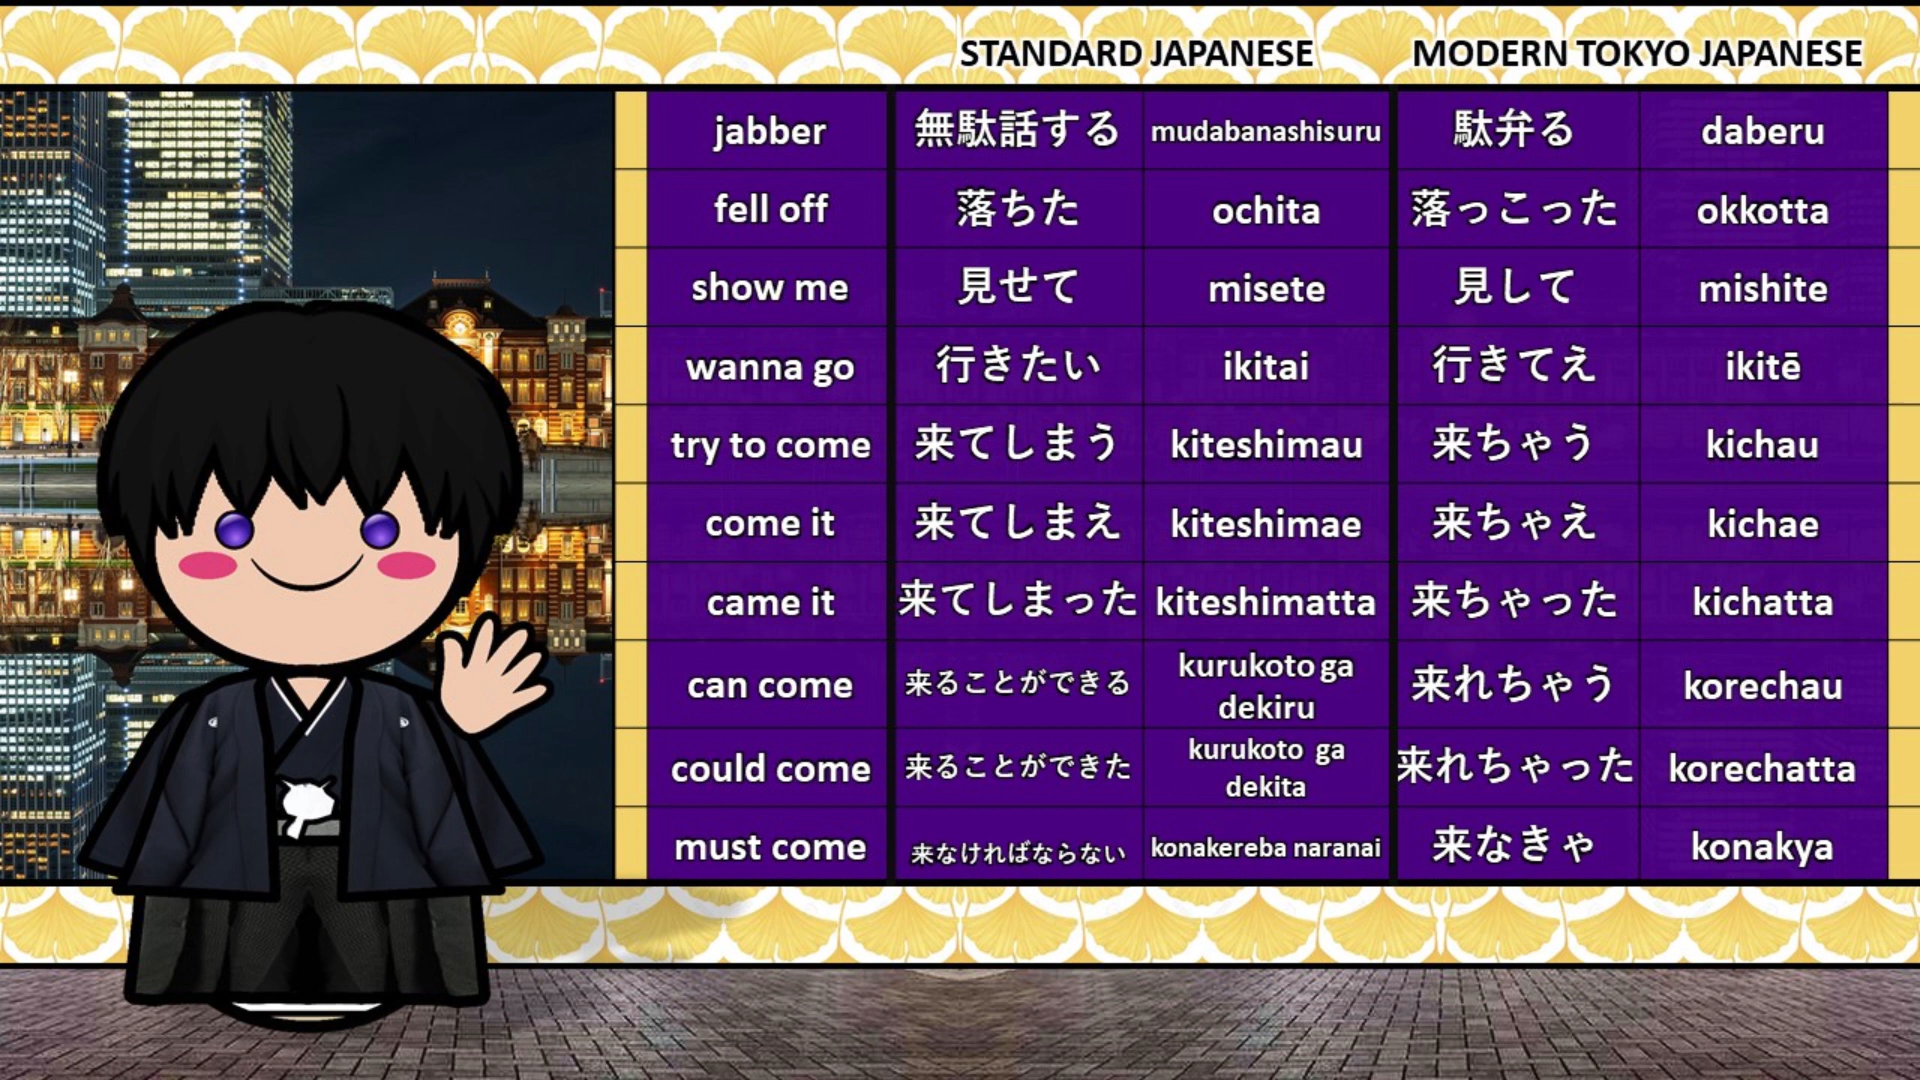 STANDARD JAPANESE MODERN TOKYO JAPANESE
jabber 無駄話する mudabanashisuru 駄弁る daberu
fell off 落ちた ochita 落っこった okkotta
show me 見せて misete 見して mishite
wanna go 行きたい ikitai 行きてえ ikitē
try to come 来てしまう kiteshimau 来ちゃう kichau
come it 来てしまえ kiteshimae 来ちゃえ kichae
came it 来てしまった kiteshimatta 来ちゃった kichatta
can come 来ることができる kurukoto ga dekiru 来れちゃう korechau
could come 来ることができた kurukoto ga dekita 来れちゃった korechatta
must come 来なければならない konakereba naranai 来なきゃ konakya